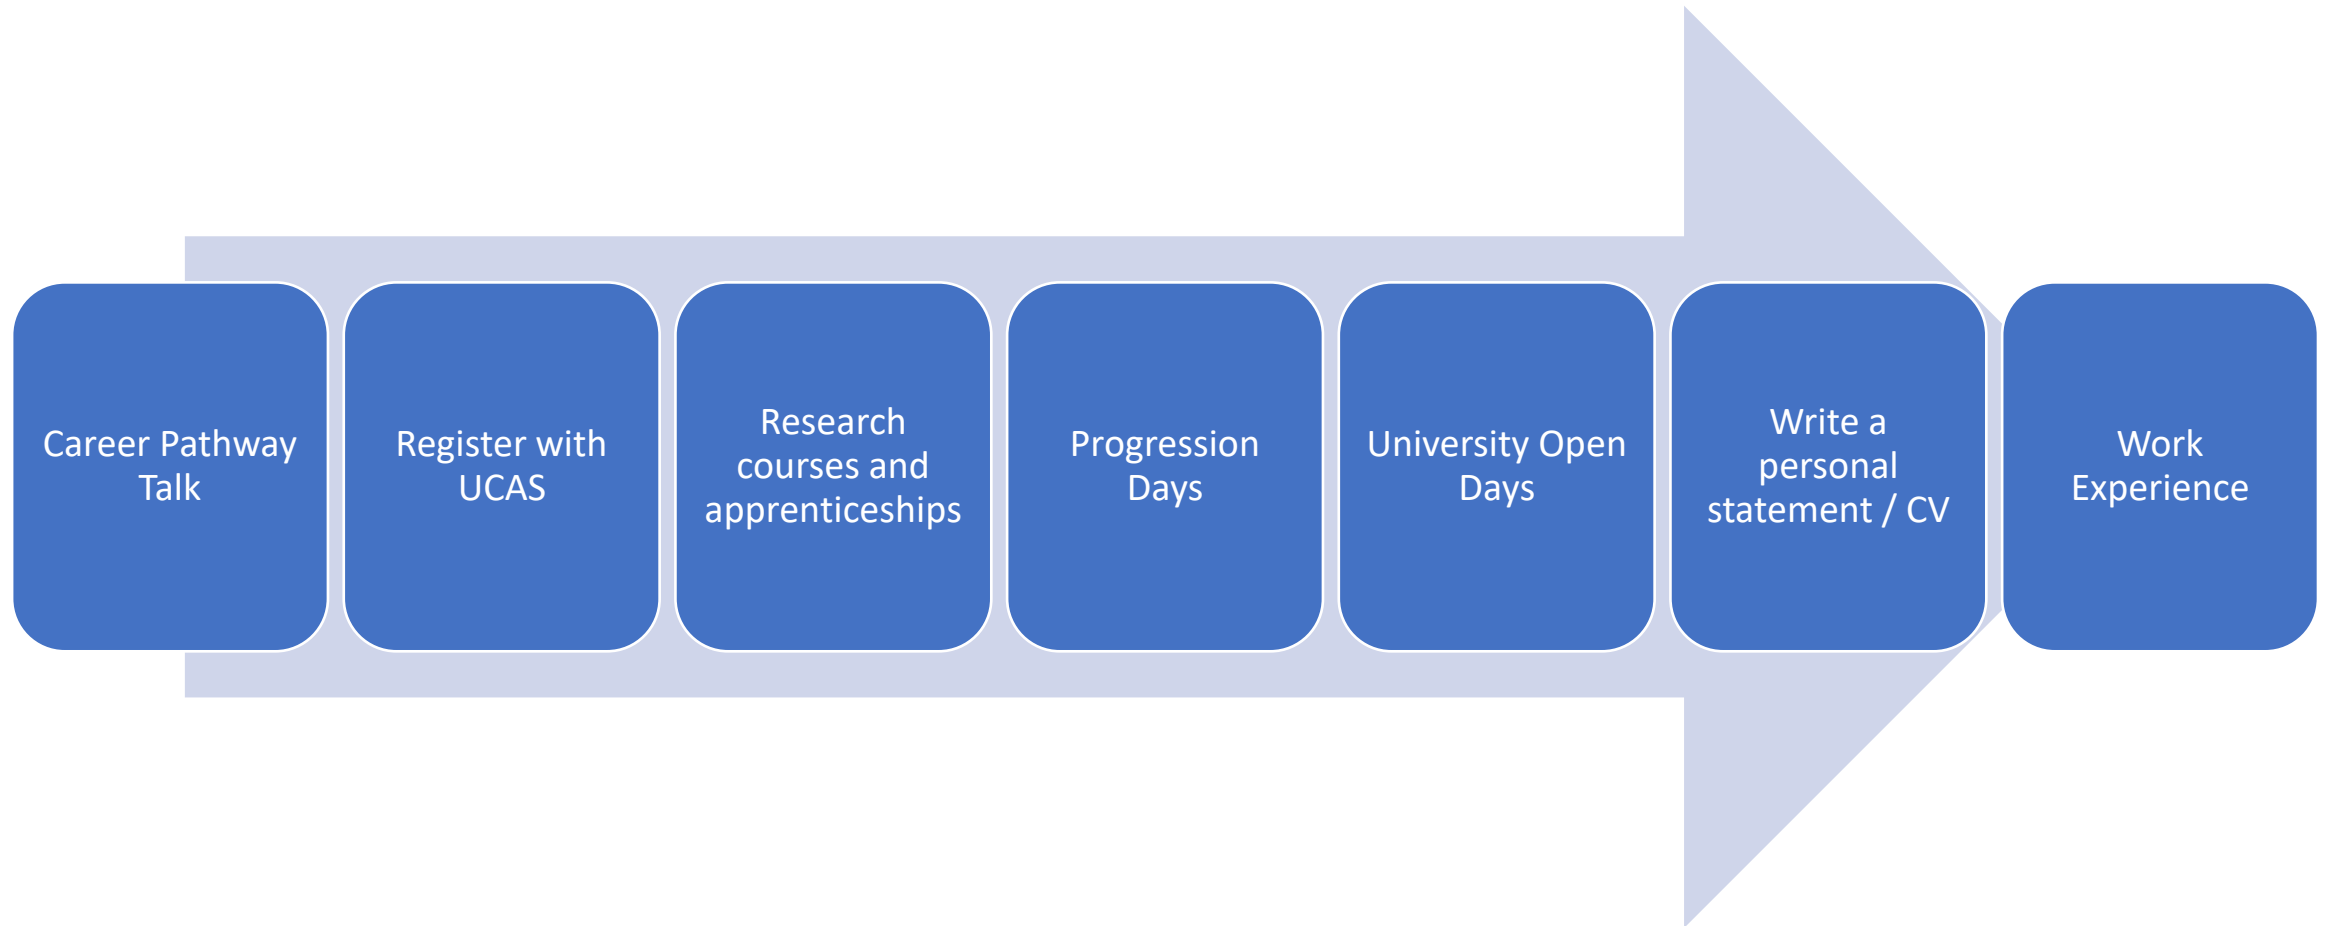 Career Pathway
Talk
Register with
UCAS
Research
courses and
apprenticeships
Progression
Days
University Open
Days
Write a
personal
statement / CV
Work
Experience